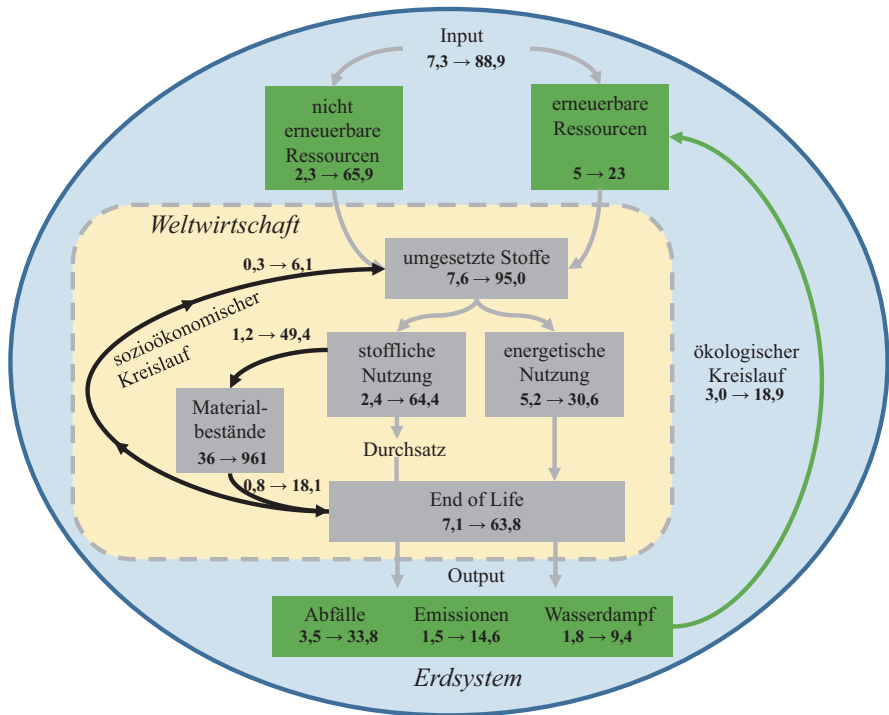 Input
7,3 → 88,9
nicht
erneuerbare
Ressourcen
2,3 → 65,9
erneuerbare
Ressourcen
5 → 23
Weltwirtschaft
umgesetzte Stoffe
7,6 → 95,0
0,3 → 6,1
sozioökonomischer
Kreislauf
1,2 → 49,4
stoffliche
Nutzung
2,4 → 64,4
energetische
Nutzung
5,2 → 30,6
ökologischer
Kreislauf
3,0 → 18,9
Material-
bestände
36 → 961
Durchsatz
0,8 → 18,1
End of Life
7,1 → 63,8
Output
Abfälle
3,5 → 33,8
Emissionen
1,5 → 14,6
Wasserdampf
1,8 → 9,4
Erdsystem